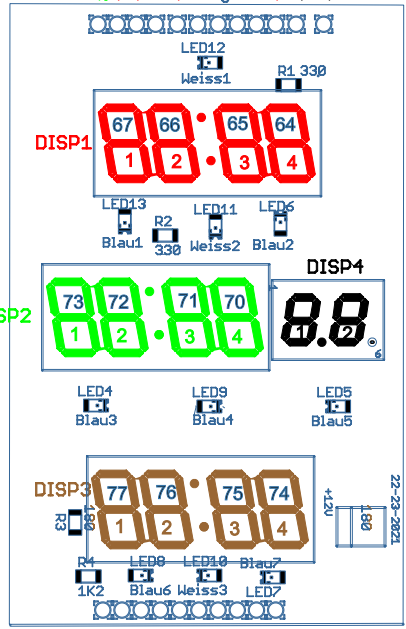 LED12
Weiss1
R1 330
DISP1
67 66 65 64
1 2 3 4
LED13 LED11 LED6
R2
Blau1 330 Weiss2 Blau2
DISP4
73 72 71 70
SP2
1 2 3 4
1 2
6
LED4 LED9 LED5
Blau3 Blau4 Blau5
DISP3
77 76 75 74
1 2 3 4
R3
180
+12V
180
22-23-2021
R4 LED8 LED10 Blau7
1K2 Blau6 Weiss3 LED7